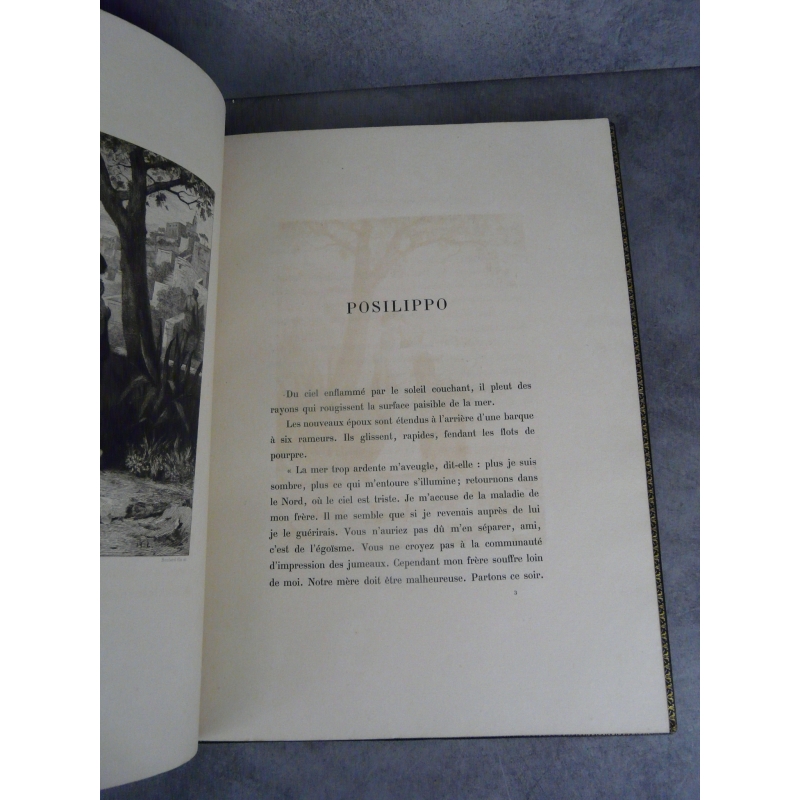 POSILIPPO
Du ciel enflammé par le soleil couchant, il pleut des
rayons qui rougissent la surface paisible de la mer.
Les nouveaux époux sont étendus à l'arrière d'une barque
à six rameurs. Ils glissent, rapides, fendant les flots de
pourpre.
« La mer trop ardente m'aveugle, dit-elle : plus je suis
sombre, plus ce qui m'entoure s'illumine ; retournons dans
le Nord, où le ciel est triste. Je m'accuse de la maladie de
mon frère. Il me semble que si je revenais auprès de lui
je le guérirais. Vous n'auriez pas dû m'en séparer, ami,
c'est de l'égoïsme. Vous ne croyez pas à la communauté
d'impression des jumeaux. Cependant mon frère souffre loin
de moi. Notre mère doit être malheureuse. Partons ce soir.
3